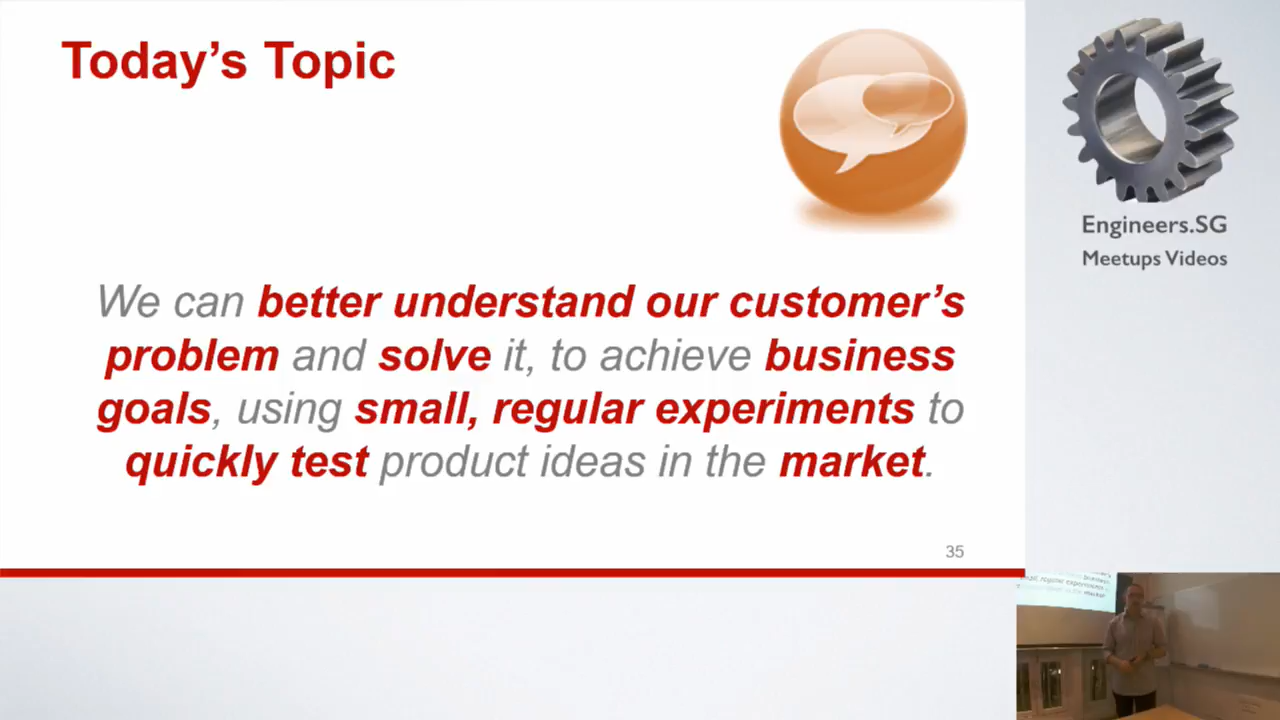 Today's Topic
We can better understand our customer's
problem and solve it, to achieve business
goals, using small, regular experiments to
quickly test product ideas in the market.
35
Engineers.SG
Meetups Videos